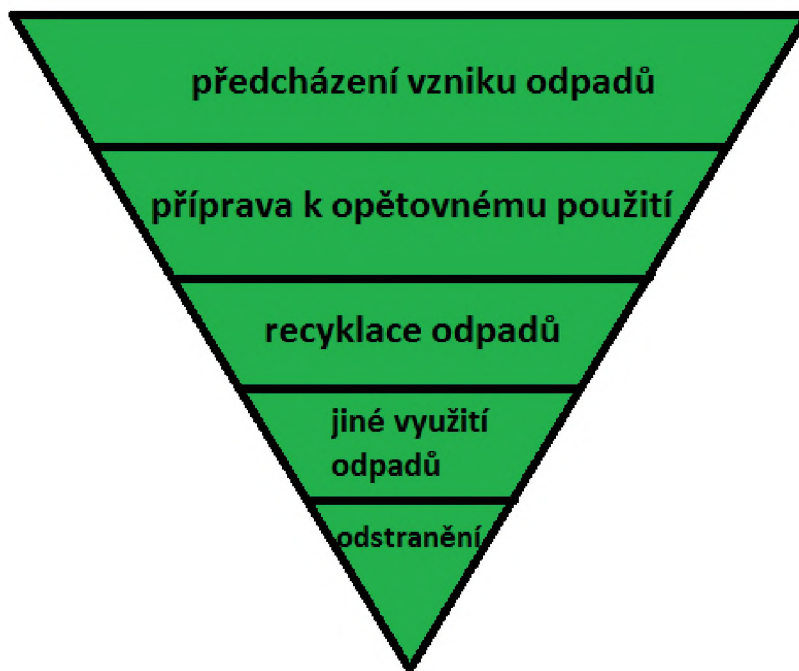 předcházení vzniku odpadů
příprava k opětovnému použití
recyklace odpadů
jiné využití
odpadů
odstranění